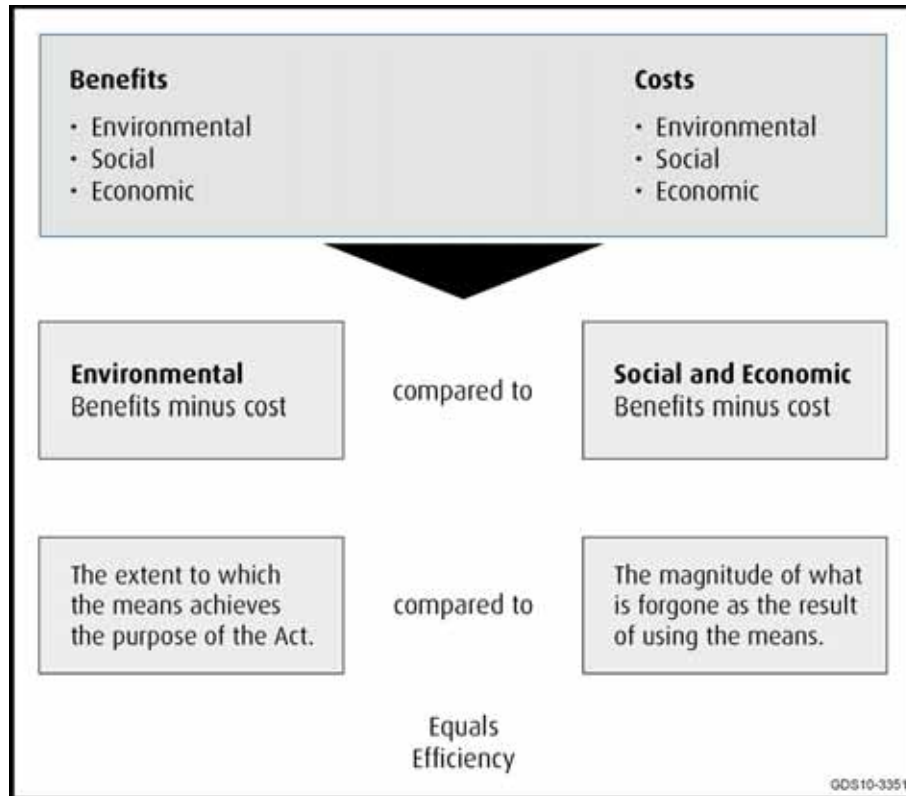 Benefits
• Environmental
• Social
• Economic
Costs
• Environmental
• Social
• Economic
Environmental
Benefits minus cost
compared to
Social and Economic
Benefits minus cost
The extent to which
the means achieves
the purpose of the Act.
compared to
The magnitude of what
is forgone as the result
of using the means.
Equals
Efficiency
GDS10-3351